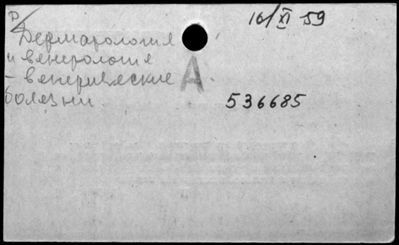 Р/
16/XI 59
Дерматология
и венерология
А
– венерические
болезни.
536685